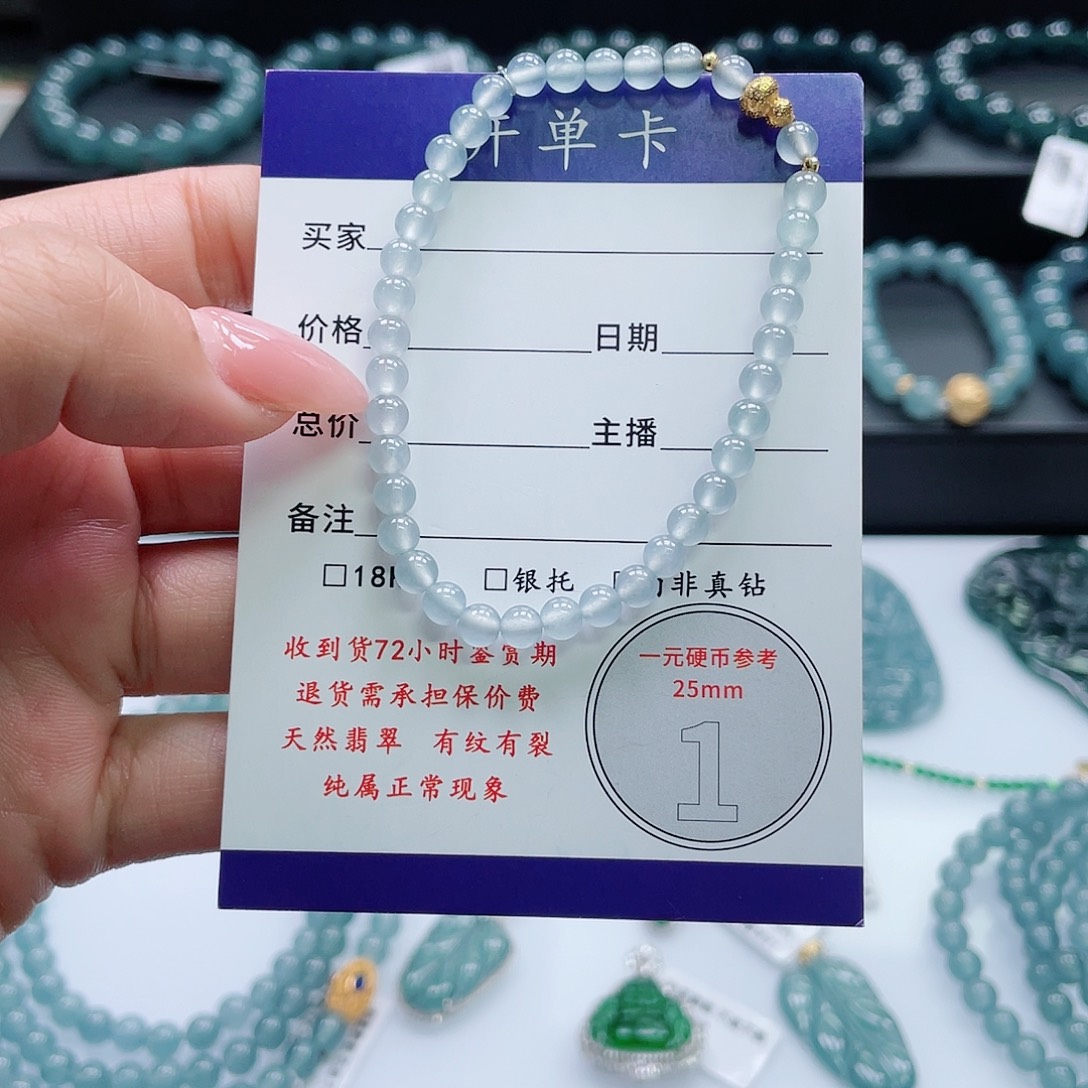 开单卡
买家
价格 日期
总价 主播
备注
□18 □银托 非真钻
收到货72小时鉴赏期
退货需承担保价费
天然翡翠 有纹有裂
纯属正常现象
一元硬币参考
25mm
1